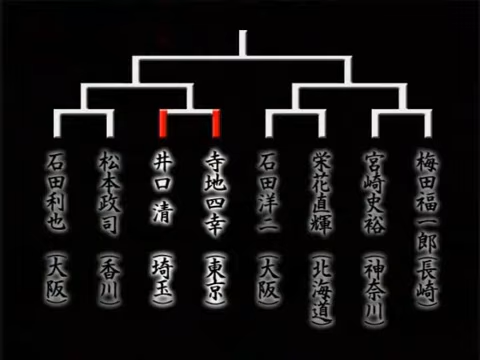 石田利也（大阪）
松本政司（香川）
井口 清（埼玉）
寺地四幸（東京）
石田洋二（大阪）
栄花直輝（北海道）
宮崎史裕（神奈川）
梅田福一郎（長崎）